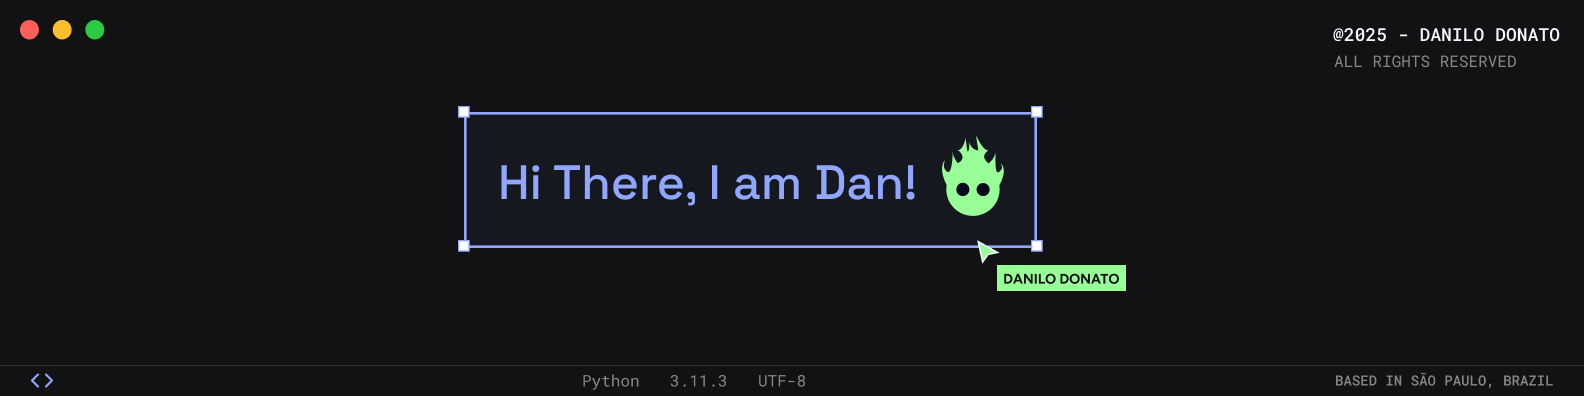 @2025 - DANILO DONATO
ALL RIGHTS RESERVED
Hi There, I am Dan!
DANILO DONATO
Python 3.11.3 UTF-8
BASED IN SÃO PAULO, BRAZIL